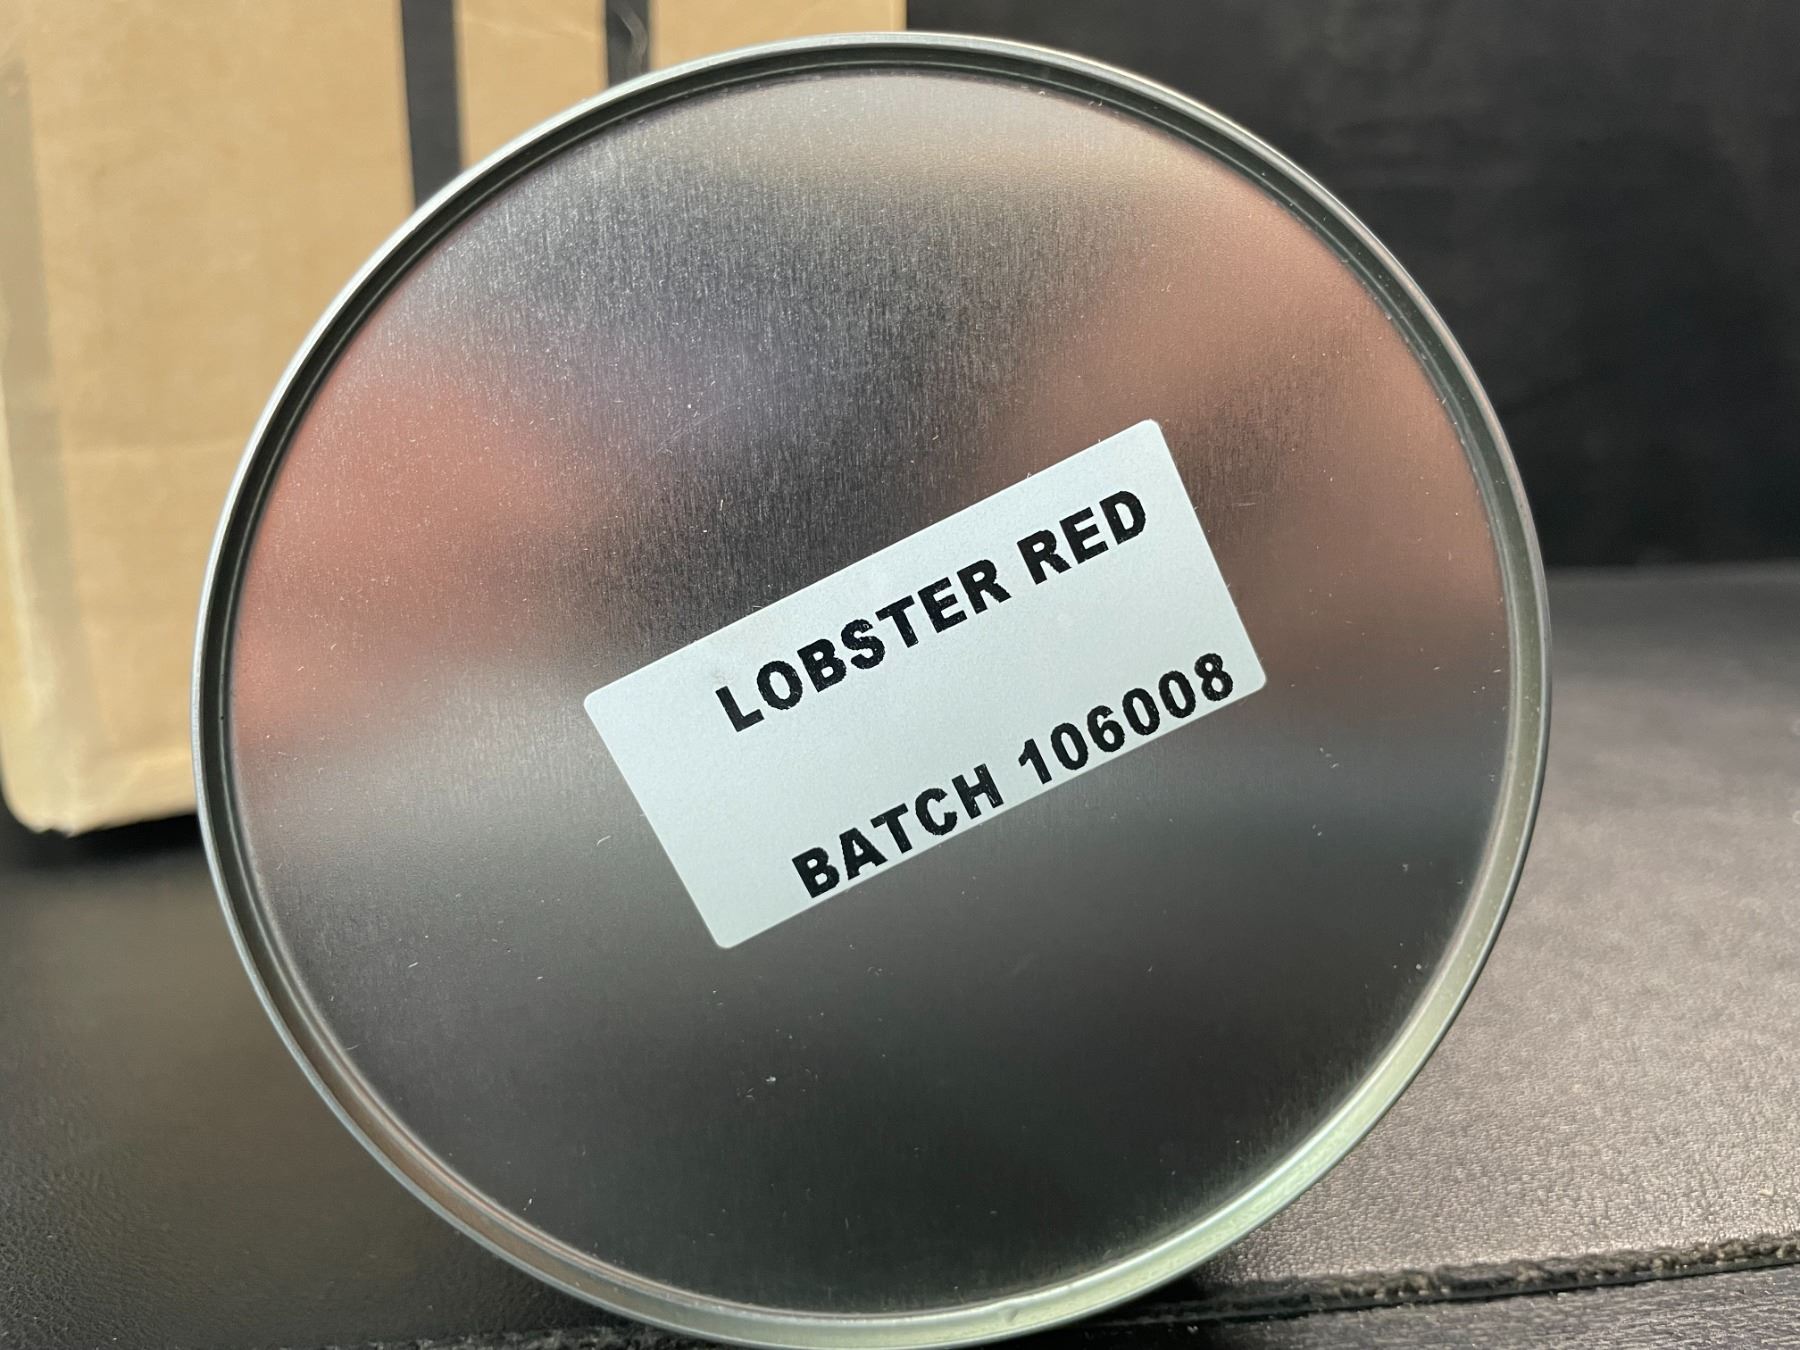 LOBSTER RED
BATCH 106008